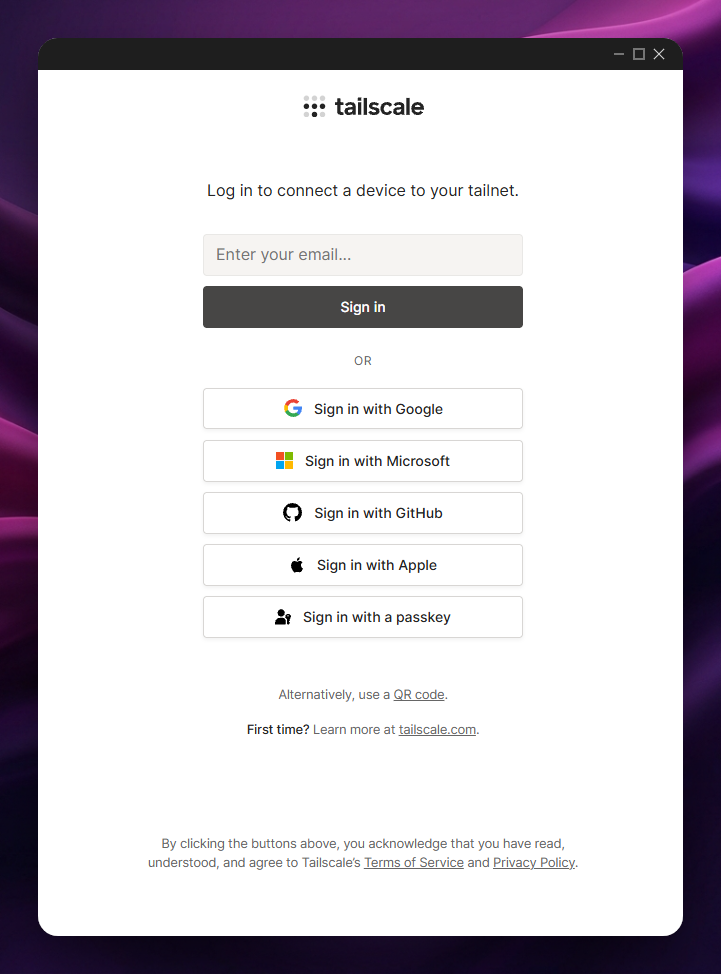 tailscale
Log in to connect a device to your tailnet.
Enter your email...
Sign in
OR
Sign in with Google
Sign in with Microsoft
Sign in with GitHub
Sign in with Apple
Sign in with a passkey
Alternatively, use a QR code.
First time? Learn more at tailscale.com.
By clicking the buttons above, you acknowledge that you have read,
understood, and agree to Tailscale’s Terms of Service and Privacy Policy.